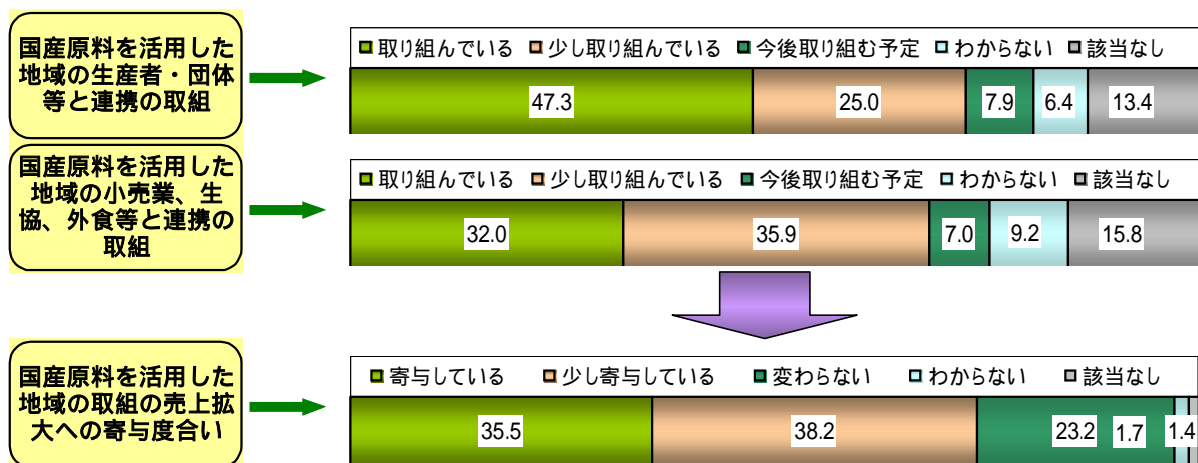 国産原料を活用した
地域の生産者・団体
等と連携の取組
取り組んでいる 少し取り組んでいる 今後取り組む予定 わからない 該当なし
47.3 25.0 7.9 6.4 13.4
国産原料を活用した
地域の小売業、生
協、外食等と連携の
取組
取り組んでいる 少し取り組んでいる 今後取り組む予定 わからない 該当なし
32.0 35.9 7.0 9.2 15.8
国産原料を活用した
地域の取組の売上拡
大への寄与度合い
寄与している 少し寄与している 変わらない わからない 該当なし
35.5 38.2 23.2 1.7 1.4